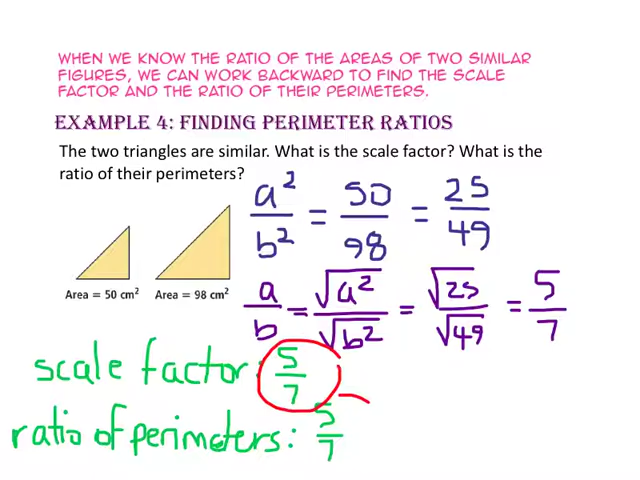 WHEN WE KNOW THE RATIO OF THE AREAS OF TWO SIMILAR
FIGURES, WE CAN WORK BACKWARD TO FIND THE SCALE
FACTOR AND THE RATIO OF THEIR PERIMETERS.
EXAMPLE 4: FINDING PERIMETER RATIOS
The two triangles are similar. What is the scale factor? What is the
ratio of their perimeters?
a²/b² = 50/98 = 25/49
Area = 50 cm² Area = 98 cm²
a/b = √a²/√b² = √25/√49 = 5/7
scale factor: 5/7
ratio of perimeters: 5/7